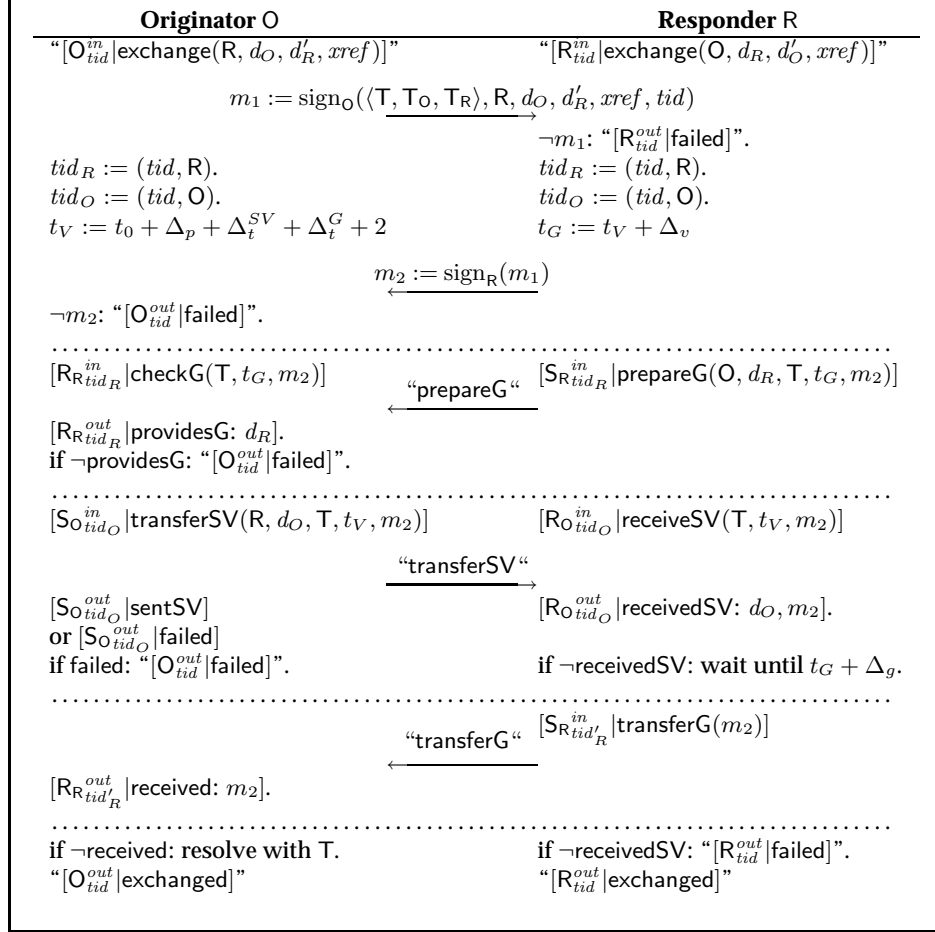 Originator O Responder R
“[O^{in}_{tid}|exchange(R, d_O, d′_R, xref)]” “[R^{in}_{tid}|exchange(O, d_R, d′_O, xref)]”
m_1 := sign_O(⟨T, T_O, T_R⟩, R, d_O, d′_R, xref, tid)
¬m_1: “[R^{out}_{tid}|failed]”.
tid_R := (tid, R). tid_R := (tid, R).
tid_O := (tid, O). tid_O := (tid, O).
t_V := t_0 + Δ_p + Δ^{SV}_t + Δ^G_t + 2 t_G := t_V + Δ_v
m_2 := sign_R(m_1)
¬m_2: “[O^{out}_{tid}|failed]”.
[R_R^{in}_{tid_R}|checkG(T, t_G, m_2)] [S_R^{in}_{tid_R}|prepareG(O, d_R, T, t_G, m_2)]
“prepareG“
[R_R^{out}_{tid_R}|providesG: d_R].
if ¬providesG: “[O^{out}_{tid}|failed]”.
[S_O^{in}_{tid_O}|transferSV(R, d_O, T, t_V, m_2)] [R_O^{in}_{tid_O}|receiveSV(T, t_V, m_2)]
“transferSV“
[S_O^{out}_{tid_O}|sentSV] [R_O^{out}_{tid_O}|receivedSV: d_O, m_2].
or [S_O^{out}_{tid_O}|failed]
if failed: “[O^{out}_{tid}|failed]”. if ¬receivedSV: wait until t_G + Δ_g.
[S_R^{in}_{tid′_R}|transferG(m_2)]
“transferG“
[R_R^{out}_{tid′_R}|received: m_2].
if ¬received: resolve with T. if ¬receivedSV: “[R^{out}_{tid}|failed]”.
“[O^{out}_{tid}|exchanged]” “[R^{out}_{tid}|exchanged]”